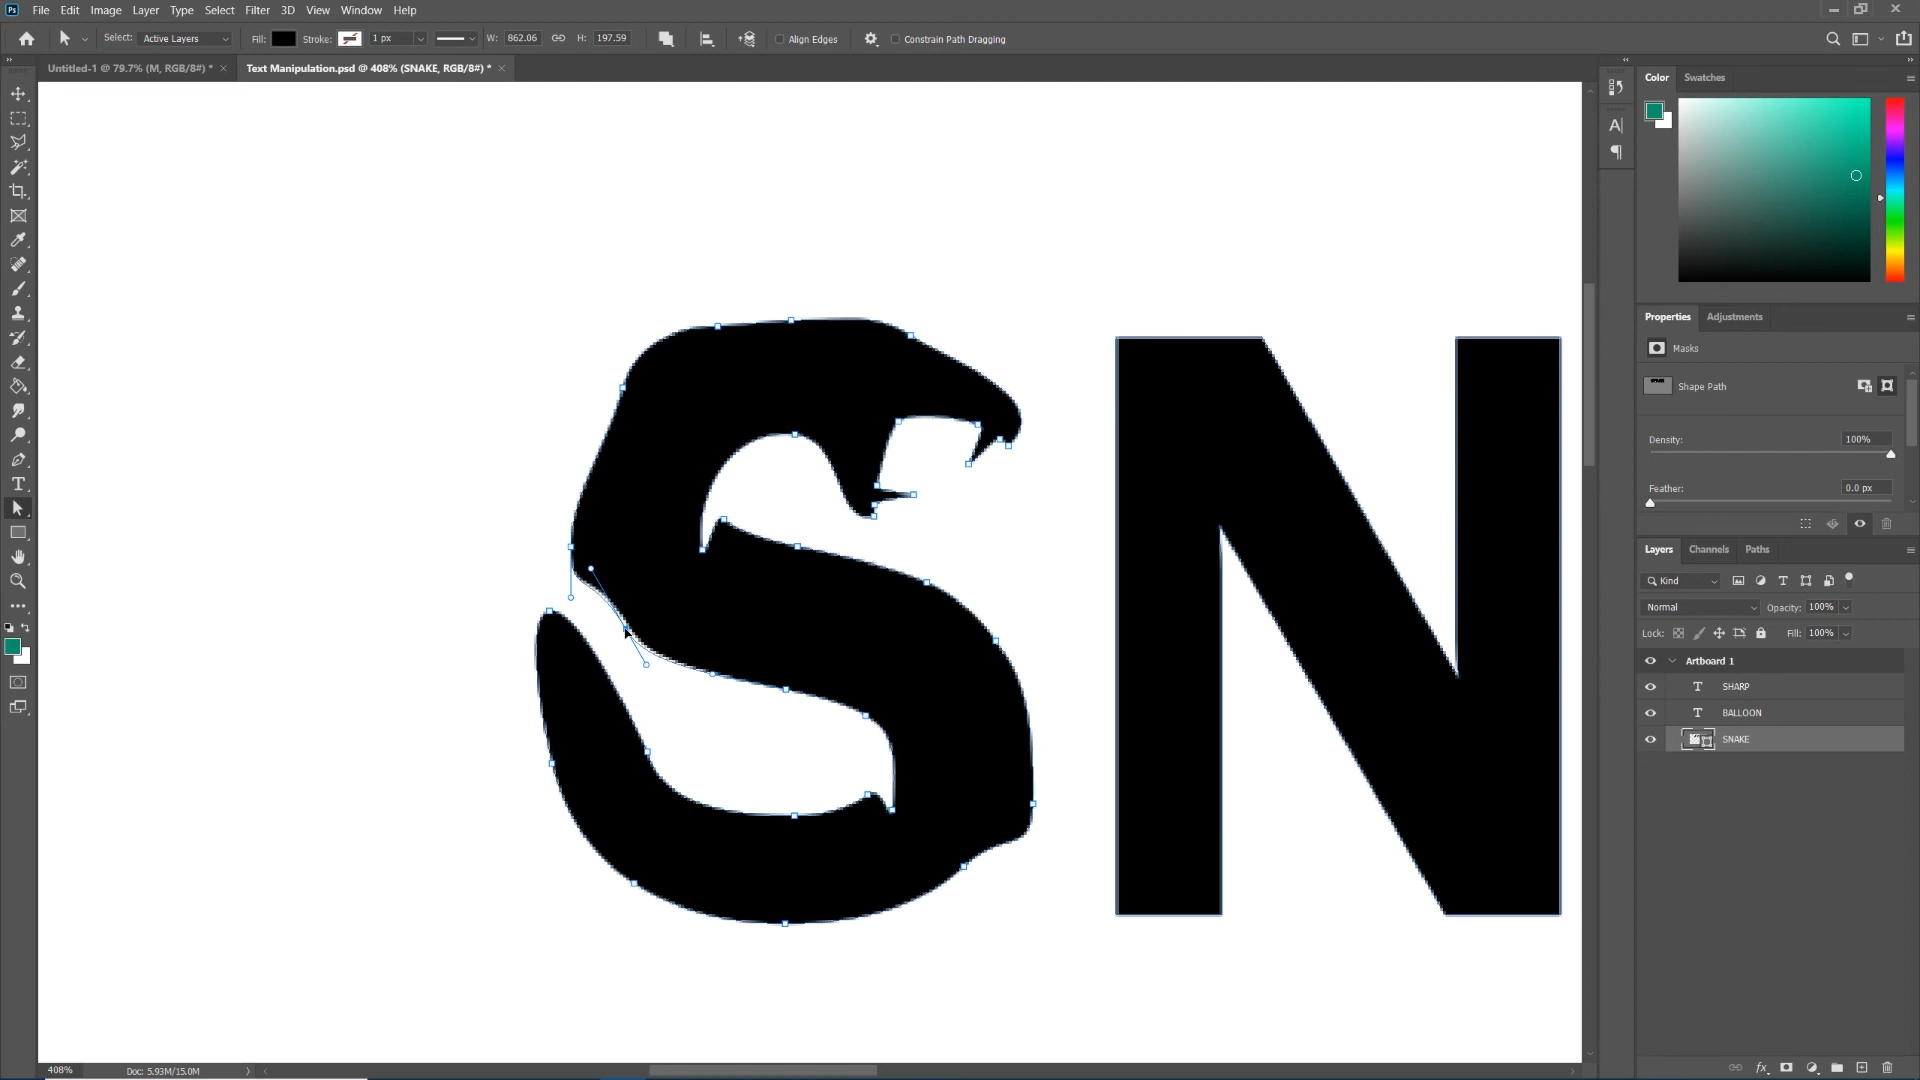 Ps File Edit Image Layer Type Select Filter 3D View Window Help
Select: Active Layers Fill: Stroke: 1 px W: 862.06 H: 197.59 Align Edges Constrain Path Dragging
Untitled-1 @ 79.7% (M, RGB/8#) * × Text Manipulation.psd @ 408% (SNAKE, RGB/8#) * ×
Color Swatches
Properties Adjustments
Masks
Shape Path
Density: 100%
Feather: 0.0 px
Layers Channels Paths
Kind
Normal Opacity: 100%
Lock: Fill: 100%
Artboard 1
T SHARP
T BALLOON
SNAKE
SN
408% Doc: 5.93M/15.0M